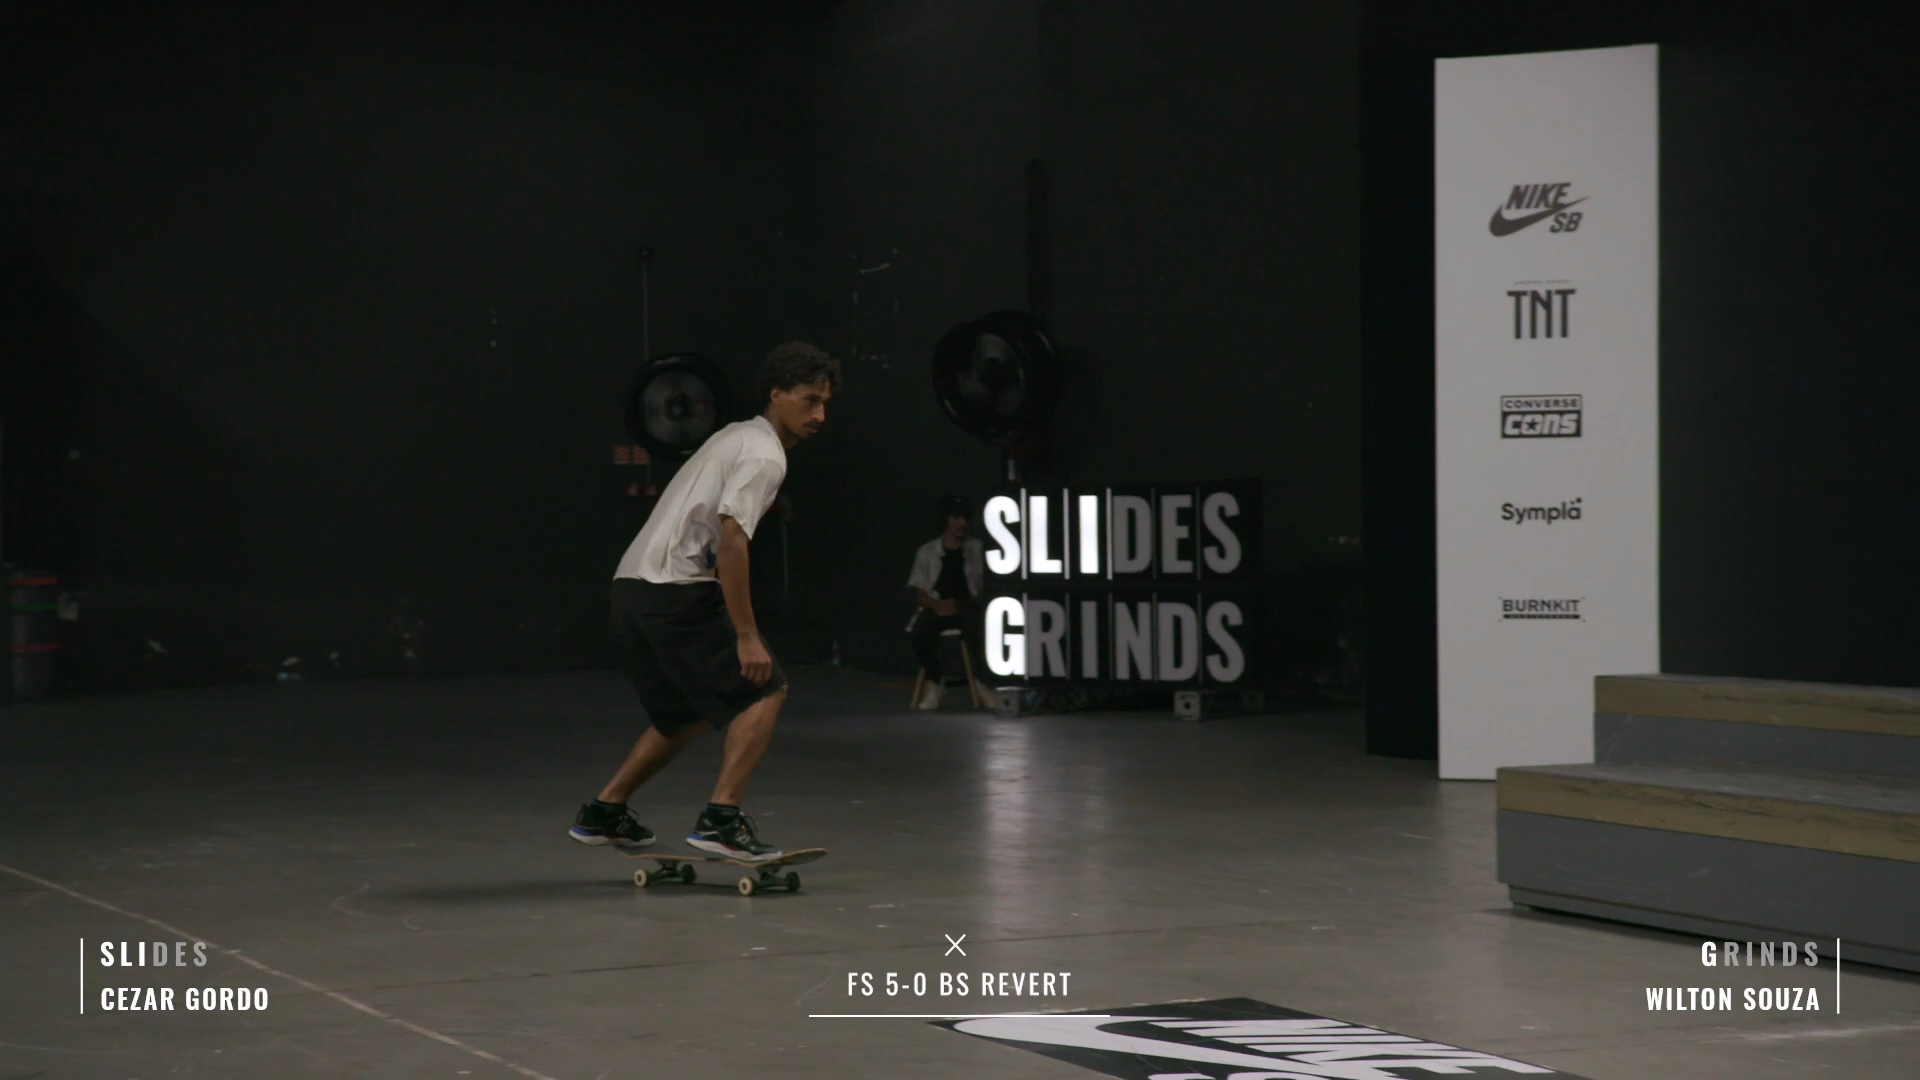 NIKE
SB
TNT
CONVERSE
CONS
Sympla
BURNKIT
SLIDES
GRINDS
SLIDES
CEZAR GORDO
FS 5-0 BS REVERT
GRINDS
WILTON SOUZA
NIKE